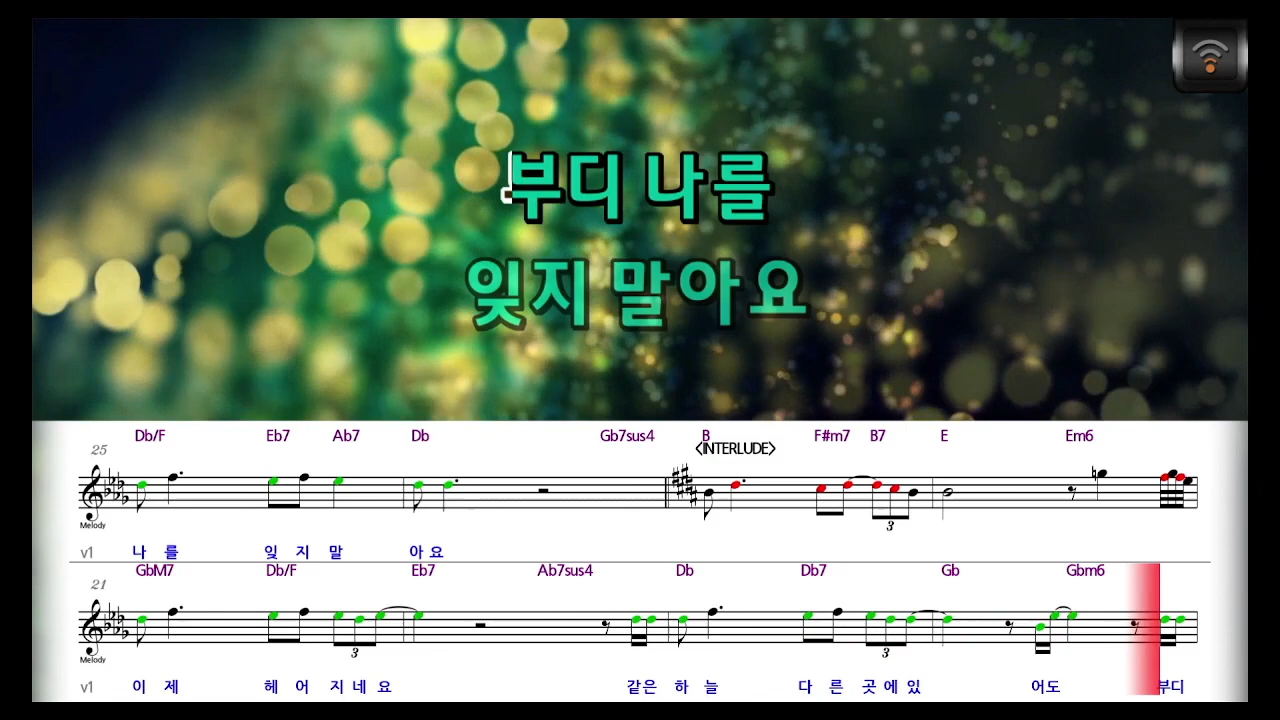 부디 나를
잊지 말아요
Db/F Eb7 Ab7 Db Gb7sus4 B F#m7 B7 E Em6
<INTERLUDE>
25
3
Melody
v1 나 를 잊 지 말 아 요
GbM7 Db/F Eb7 Ab7sus4 Db Db7 Gb Gbm6
21
3 3
Melody
v1 이 제 헤 어 지 네 요 같은 하 늘 다 른 곳 에 있 어도 부디